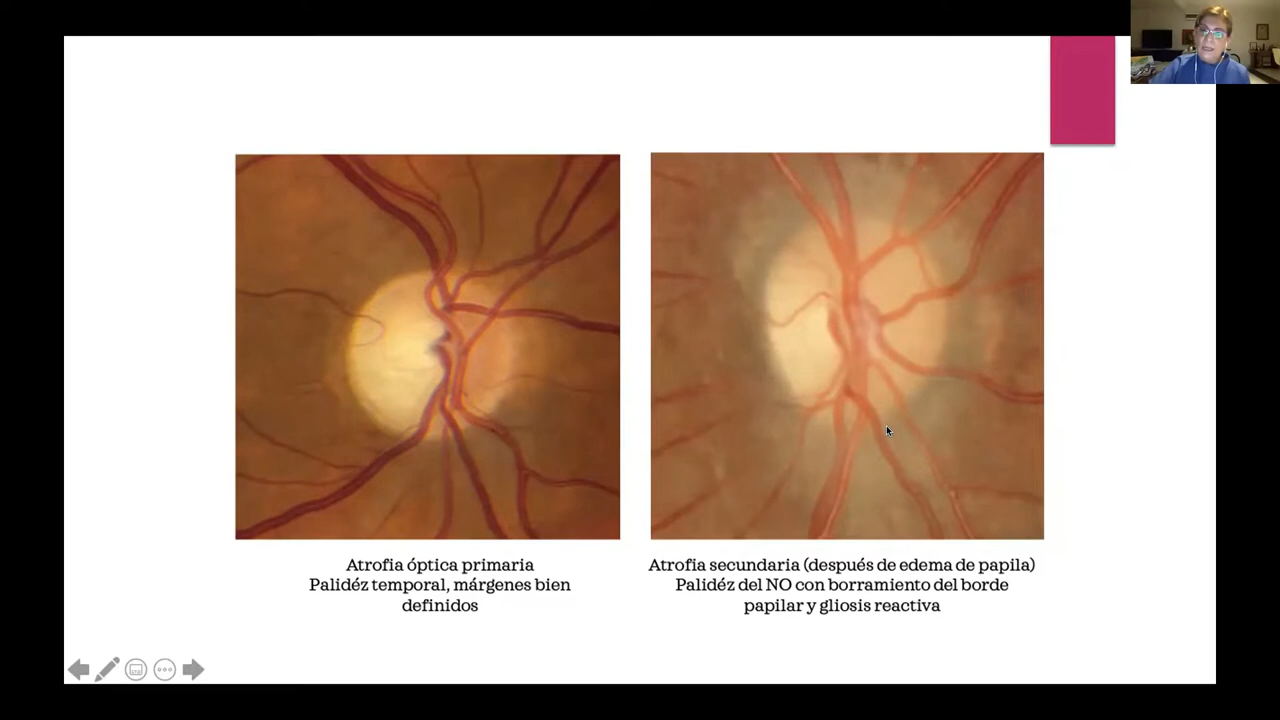 Atrofia óptica primaria
Palidéz temporal, márgenes bien
definidos
Atrofia secundaria (después de edema de papila)
Palidéz del NO con borramiento del borde
papilar y gliosis reactiva